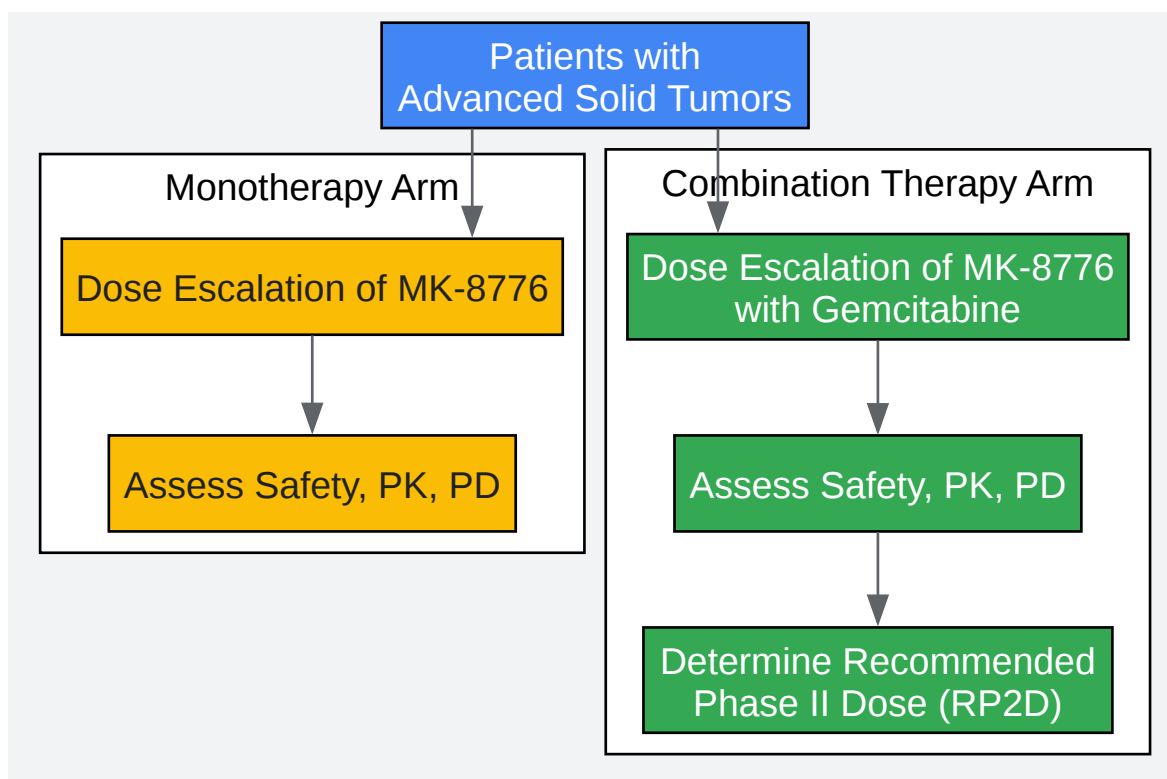 Patients with
Advanced Solid Tumors
Monotherapy Arm
Dose Escalation of MK-8776
Assess Safety, PK, PD
Combination Therapy Arm
Dose Escalation of MK-8776
with Gemcitabine
Assess Safety, PK, PD
Determine Recommended
Phase II Dose (RP2D)